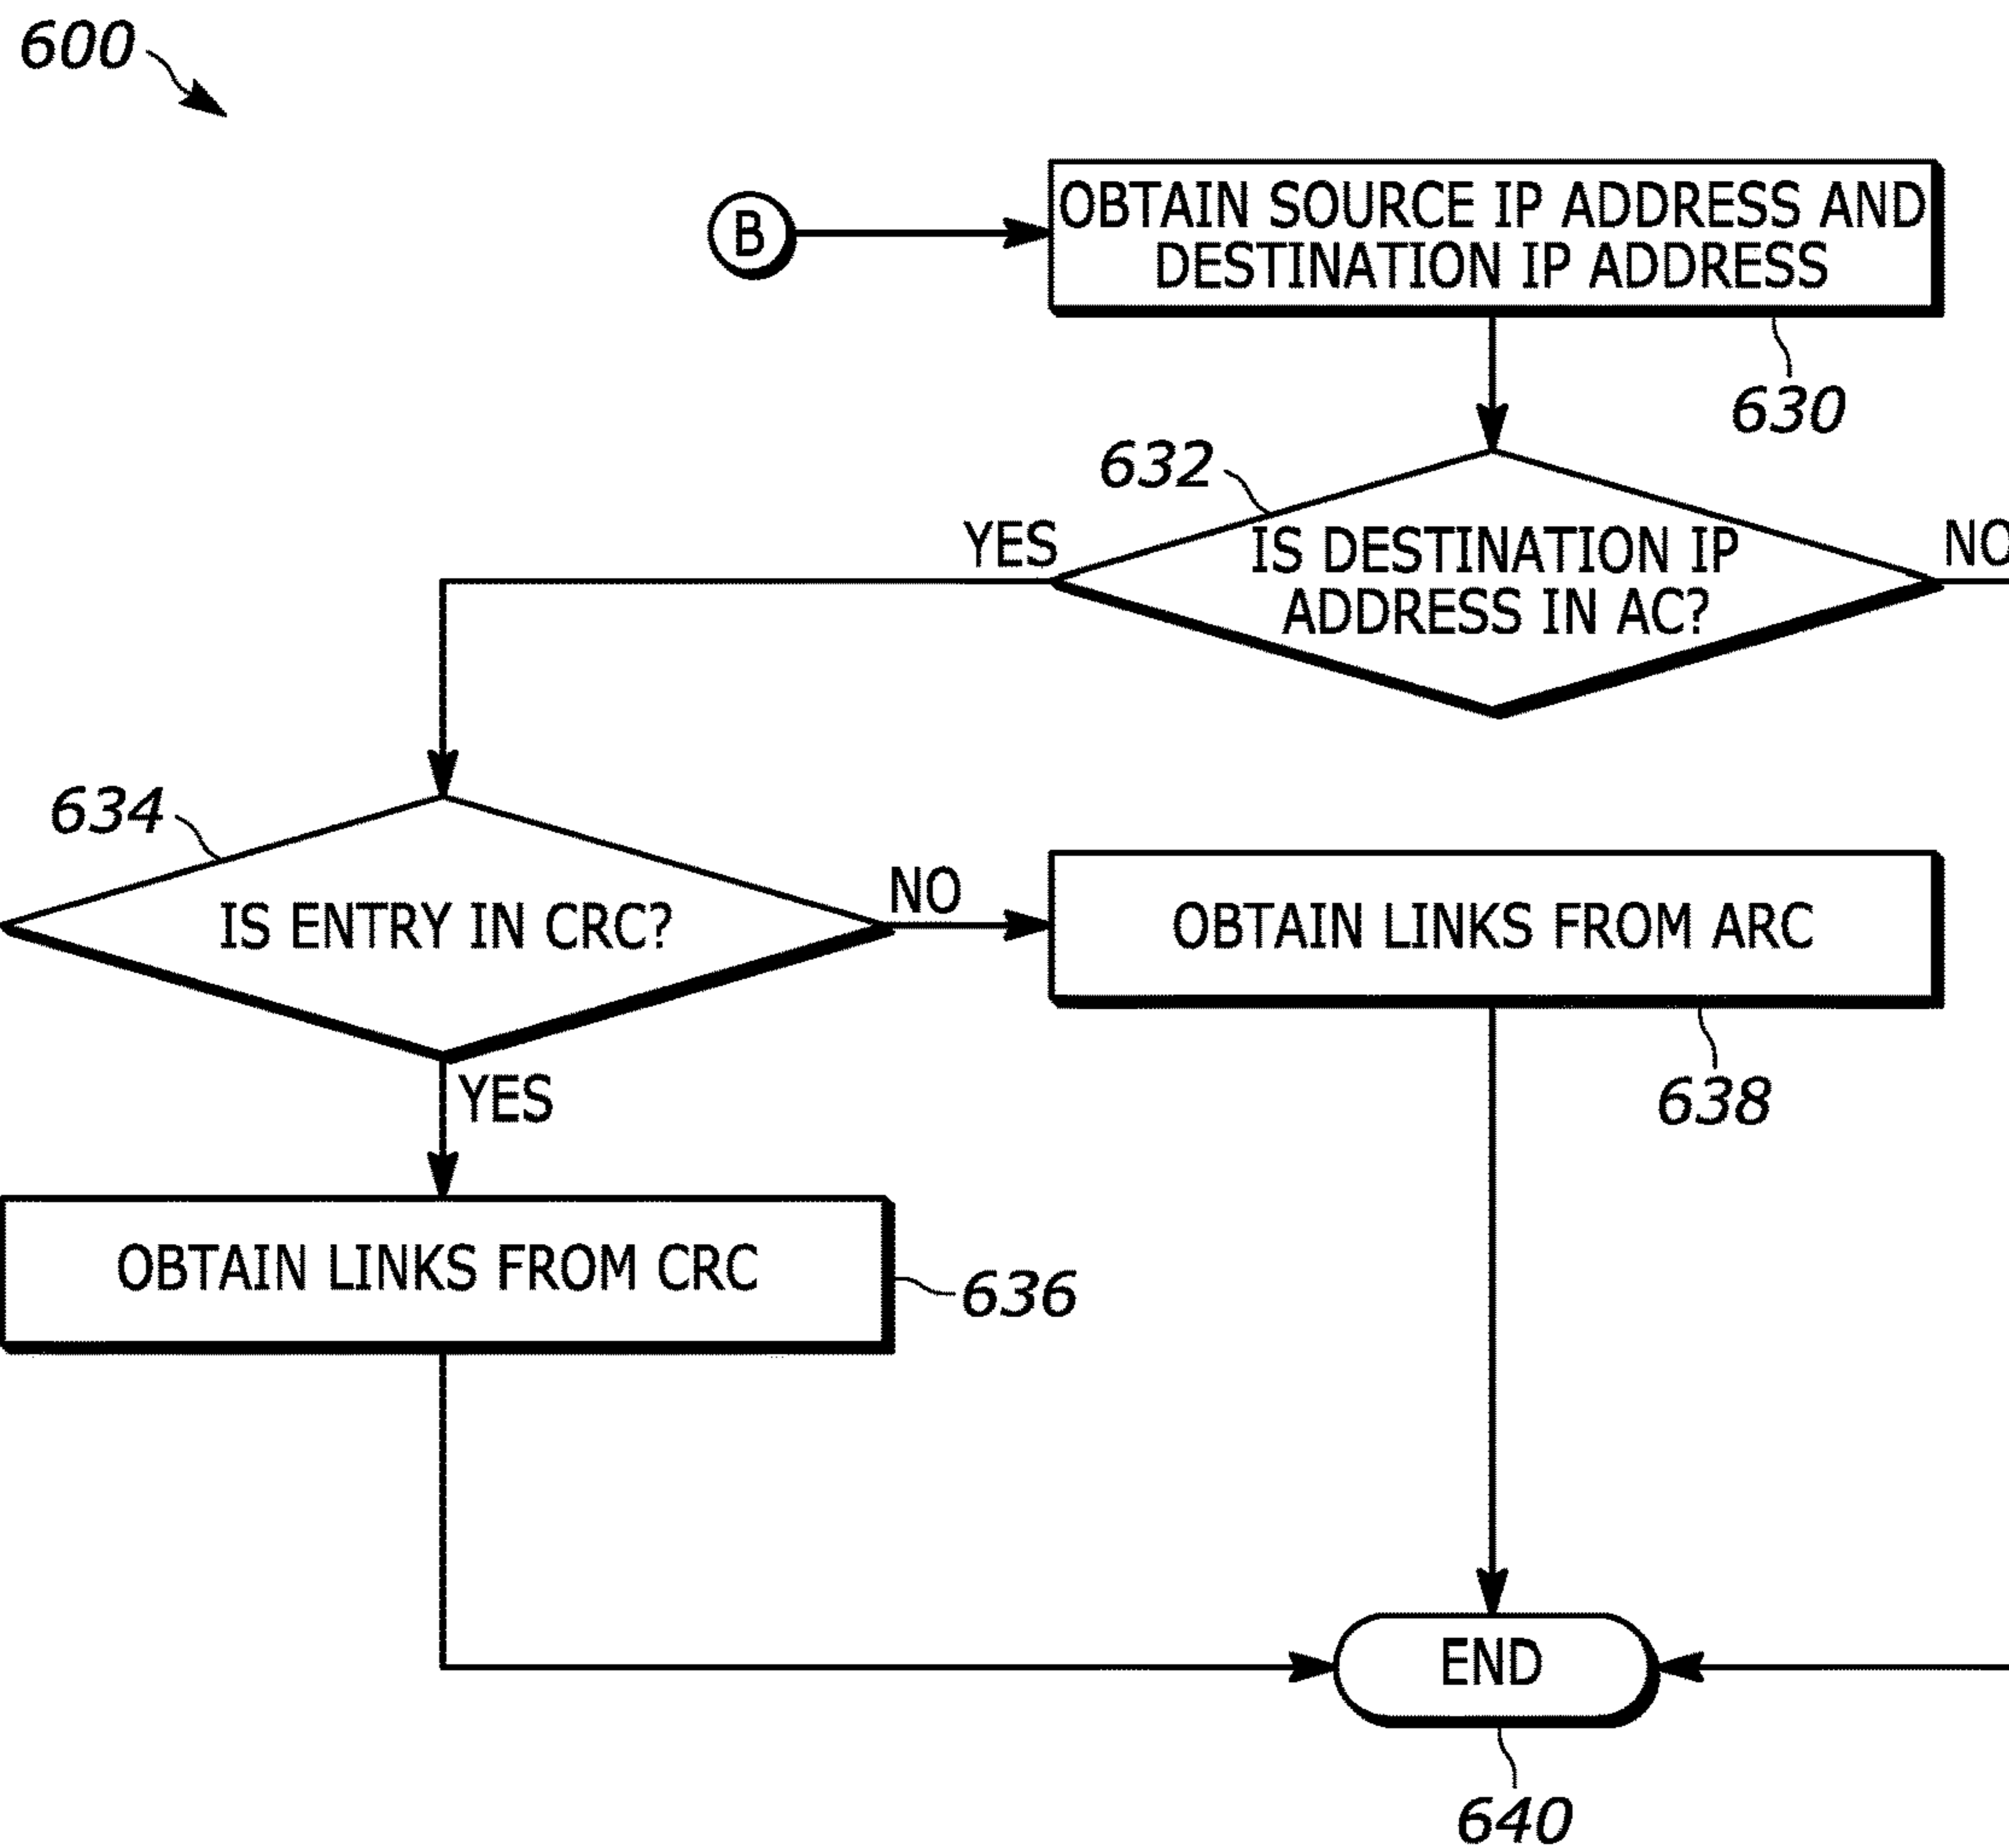 600
B
OBTAIN SOURCE IP ADDRESS AND
DESTINATION IP ADDRESS
630
632
YES
IS DESTINATION IP
ADDRESS IN AC?
NO
634
IS ENTRY IN CRC?
NO
OBTAIN LINKS FROM ARC
638
YES
OBTAIN LINKS FROM CRC
636
END
640